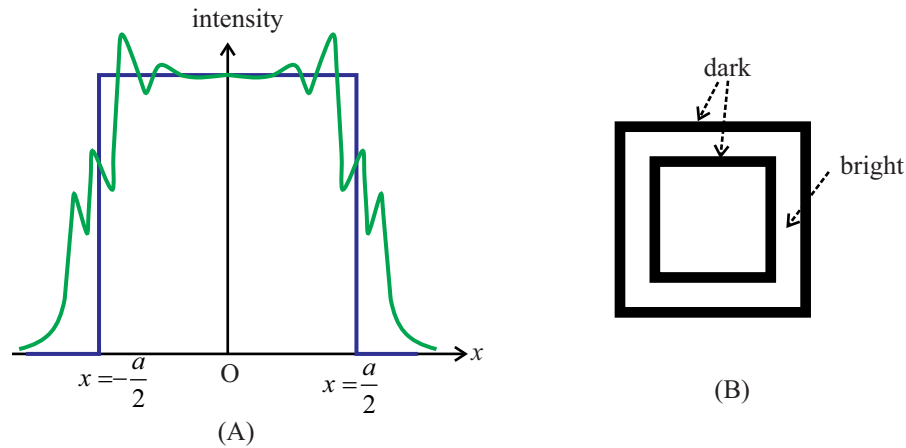 intensity
x
x = -a/2
O
x = a/2
(A)
dark
bright
(B)